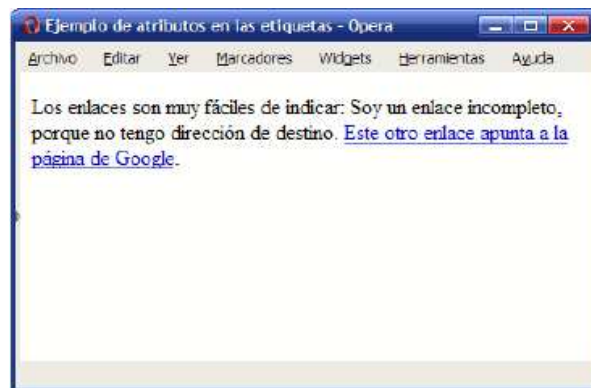 Ejemplo de atributos en las etiquetas - Opera
Archivo Editar Ver Marcadores Widgets Herramientas Ayuda
Los enlaces son muy fáciles de indicar: Soy un enlace incompleto,
porque no tengo dirección de destino. Este otro enlace apunta a la
página de Google.